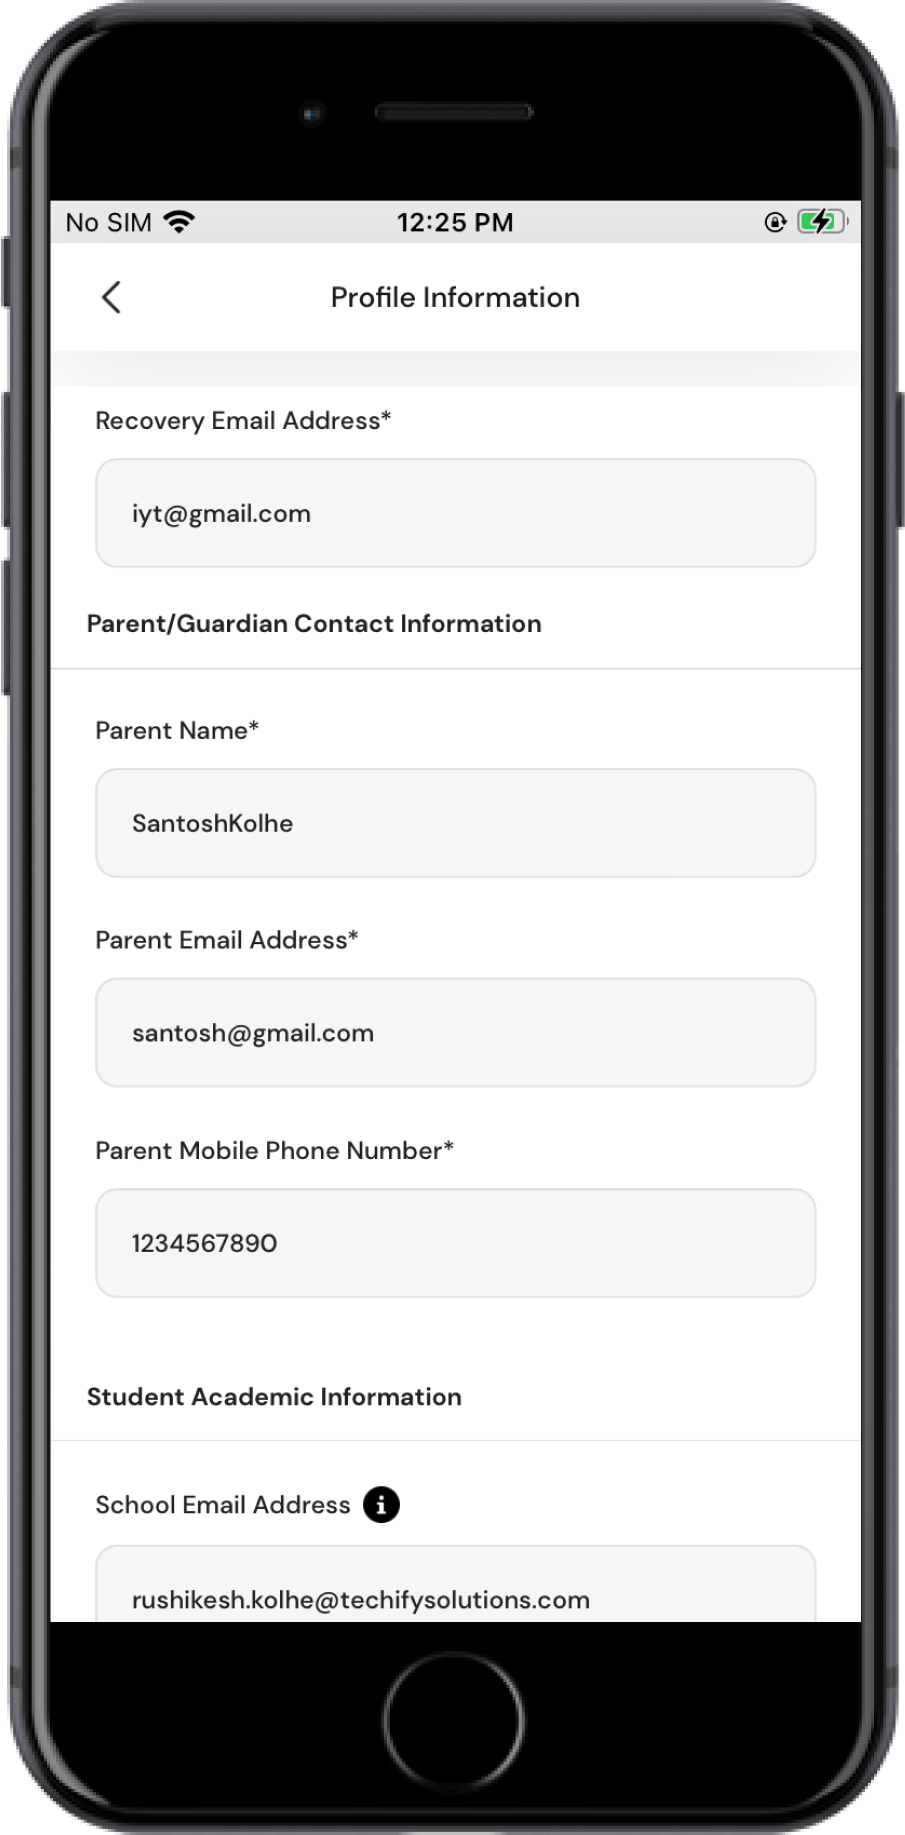 No SIM 12:25 PM
Profile Information
Recovery Email Address*
iyt@gmail.com
Parent/Guardian Contact Information
Parent Name*
SantoshKolhe
Parent Email Address*
santosh@gmail.com
Parent Mobile Phone Number*
1234567890
Student Academic Information
School Email Address i
rushikesh.kolhe@techifysolutions.com